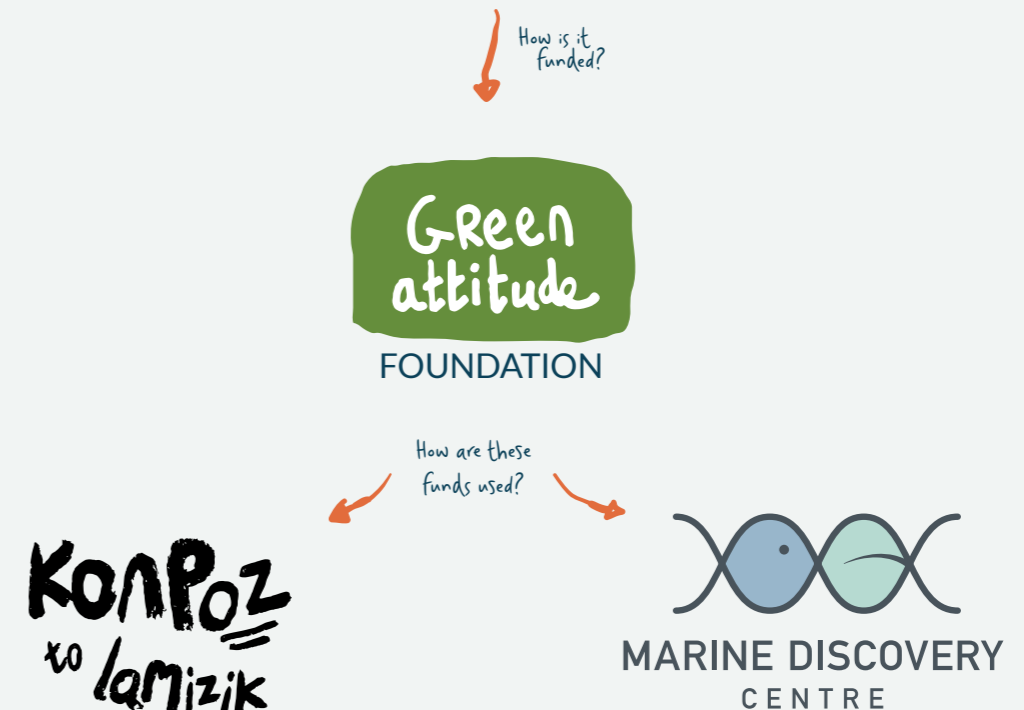 How is it
funded?
Green
attitude
FOUNDATION
How are these
funds used?
Konpoz
to lamizik
MARINE DISCOVERY
CENTRE